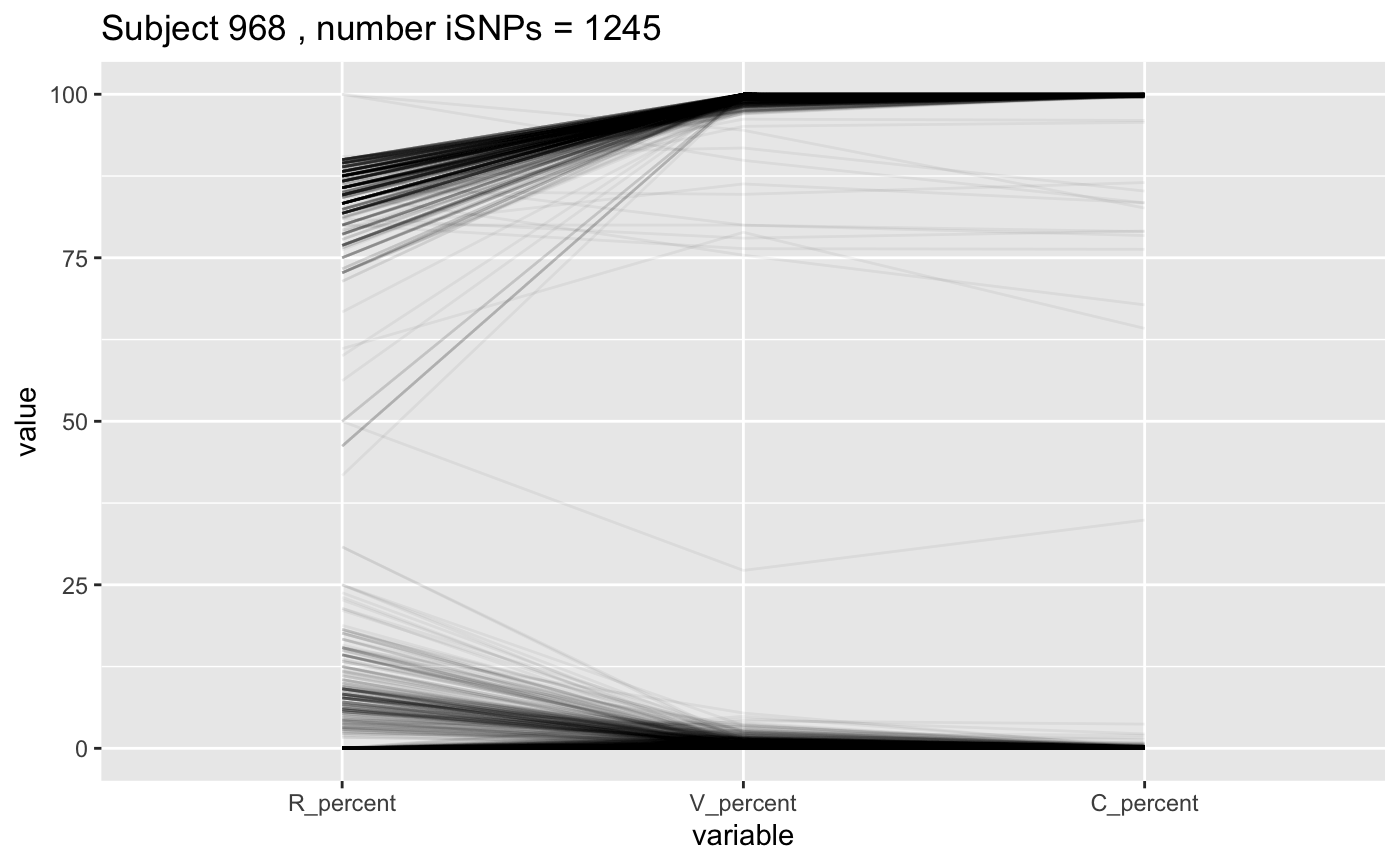 Subject 968 , number iSNPs = 1245
100
75
50
25
0
value
R_percent V_percent C_percent
variable